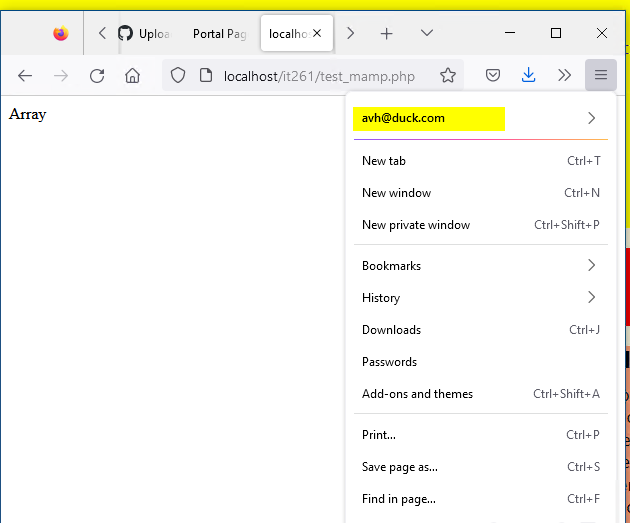 Uploa
Portal Pag
localho
localhost/it261/test_mamp.php
Array
avh@duck.com
New tab Ctrl+T
New window Ctrl+N
New private window Ctrl+Shift+P
Bookmarks
History
Downloads Ctrl+J
Passwords
Add-ons and themes Ctrl+Shift+A
Print... Ctrl+P
Save page as... Ctrl+S
Find in page... Ctrl+F